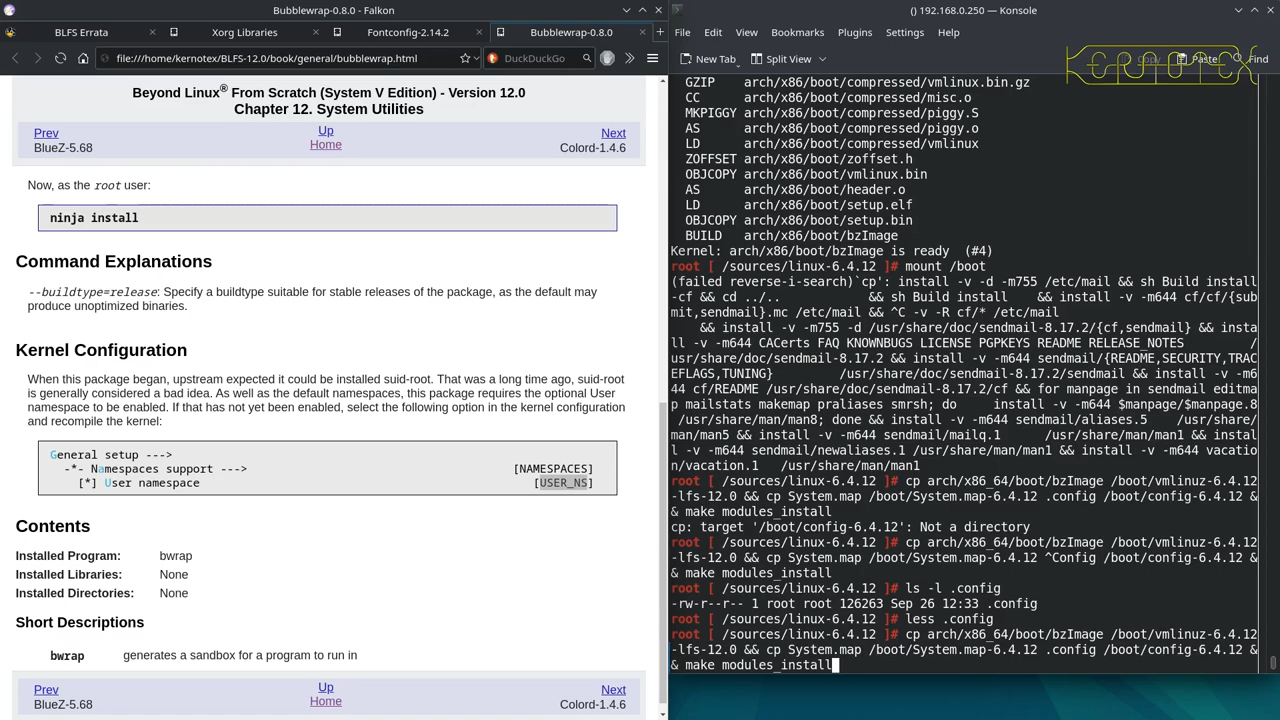 Bubblewrap-0.8.0 - Falkon
BLFS Errata
Xorg Libraries
Fontconfig-2.14.2
Bubblewrap-0.8.0
file:///home/kernotex/BLFS-12.0/book/general/bubblewrap.html
DuckDuckGo
Beyond Linux® From Scratch (System V Edition) - Version 12.0
Chapter 12. System Utilities
Prev
Up
Next
BlueZ-5.68
Home
Colord-1.4.6
Now, as the root user:
ninja install
Command Explanations
--buildtype=release: Specify a buildtype suitable for stable releases of the package, as the default may
produce unoptimized binaries.
Kernel Configuration
When this package began, upstream expected it could be installed suid-root. That was a long time ago, suid-root
is generally considered a bad idea. As well as the default namespaces, this package requires the optional User
namespace to be enabled. If that has not yet been enabled, select the following option in the kernel configuration
and recompile the kernel:
General setup --->
-*- Namespaces support ---> [NAMESPACES]
[*] User namespace [USER_NS]
Contents
Installed Program: bwrap
Installed Libraries: None
Installed Directories: None
Short Descriptions
bwrap generates a sandbox for a program to run in
Prev
Up
Next
BlueZ-5.68
Home
Colord-1.4.6
() 192.168.0.250 — Konsole
File Edit View Bookmarks Plugins Settings Help
New Tab Split View Copy Paste Find
KernoteX
GZIP arch/x86/boot/compressed/vmlinux.bin.gz
CC arch/x86/boot/compressed/misc.o
MKPIGGY arch/x86/boot/compressed/piggy.S
AS arch/x86/boot/compressed/piggy.o
LD arch/x86/boot/compressed/vmlinux
ZOFFSET arch/x86/boot/zoffset.h
OBJCOPY arch/x86/boot/vmlinux.bin
AS arch/x86/boot/header.o
LD arch/x86/boot/setup.elf
OBJCOPY arch/x86/boot/setup.bin
BUILD arch/x86/boot/bzImage
Kernel: arch/x86/boot/bzImage is ready (#4)
root [ /sources/linux-6.4.12 ]# mount /boot
(failed reverse-i-search)`cp': install -v -d -m755 /etc/mail && sh Build install
-cf && cd ../.. && sh Build install && install -v -m644 cf/cf/{sub
mit,sendmail}.mc /etc/mail && ^C -v -R cf/* /etc/mail
&& install -v -m755 -d /usr/share/doc/sendmail-8.17.2/{cf,sendmail} && insta
ll -v -m644 CACerts FAQ KNOWNBUGS LICENSE PGPKEYS README RELEASE_NOTES /
usr/share/doc/sendmail-8.17.2 && install -v -m644 sendmail/{README,SECURITY,TRAC
EFLAGS,TUNING} /usr/share/doc/sendmail-8.17.2/sendmail && install -v -m6
44 cf/README /usr/share/doc/sendmail-8.17.2/cf && for manpage in sendmail editma
p mailstats makemap praliases smrsh; do install -v -m644 $manpage/$manpage.8
/usr/share/man/man8; done && install -v -m644 sendmail/aliases.5 /usr/share/
man/man5 && install -v -m644 sendmail/mailq.1 /usr/share/man/man1 && instal
l -v -m644 sendmail/newaliases.1 /usr/share/man/man1 && install -v -m644 vacatio
n/vacation.1 /usr/share/man/man1
root [ /sources/linux-6.4.12 ]# cp arch/x86_64/boot/bzImage /boot/vmlinuz-6.4.12
-lfs-12.0 && cp System.map /boot/System.map-6.4.12 .config /boot/config-6.4.12 &
& make modules_install
cp: target '/boot/config-6.4.12': Not a directory
root [ /sources/linux-6.4.12 ]# cp arch/x86_64/boot/bzImage /boot/vmlinuz-6.4.12
-lfs-12.0 && cp System.map /boot/System.map-6.4.12 ^Config /boot/config-6.4.12 &
& make modules_install
root [ /sources/linux-6.4.12 ]# ls -l .config
-rw-r--r-- 1 root root 126263 Sep 26 12:33 .config
root [ /sources/linux-6.4.12 ]# less .config
root [ /sources/linux-6.4.12 ]# cp arch/x86_64/boot/bzImage /boot/vmlinuz-6.4.12
-lfs-12.0 && cp System.map /boot/System.map-6.4.12 .config /boot/config-6.4.12 &
& make modules_install